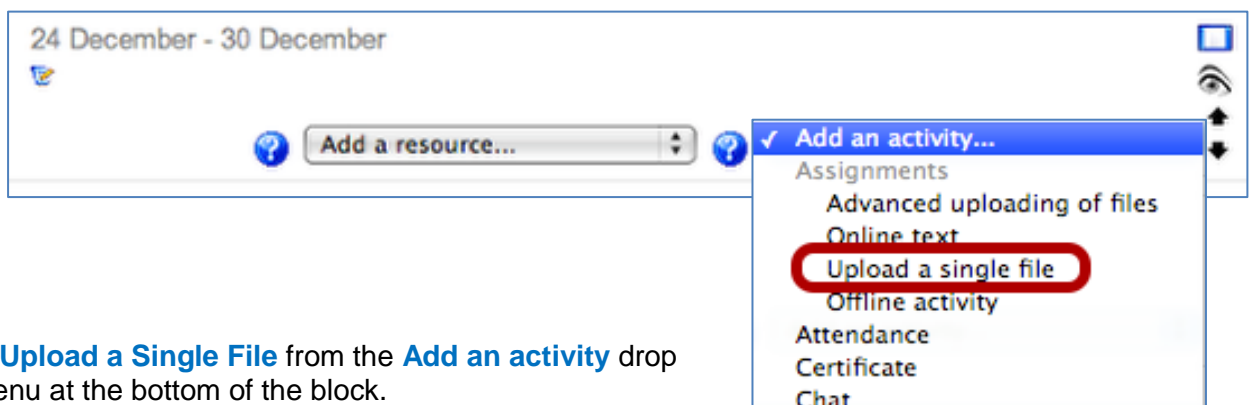 24 December - 30 December
Add a resource...
Add an activity...
Assignments
Advanced uploading of files
Online text
Upload a single file
Offline activity
Attendance
Certificate
Chat
Upload a Single File from the Add an activity drop
enu at the bottom of the block.